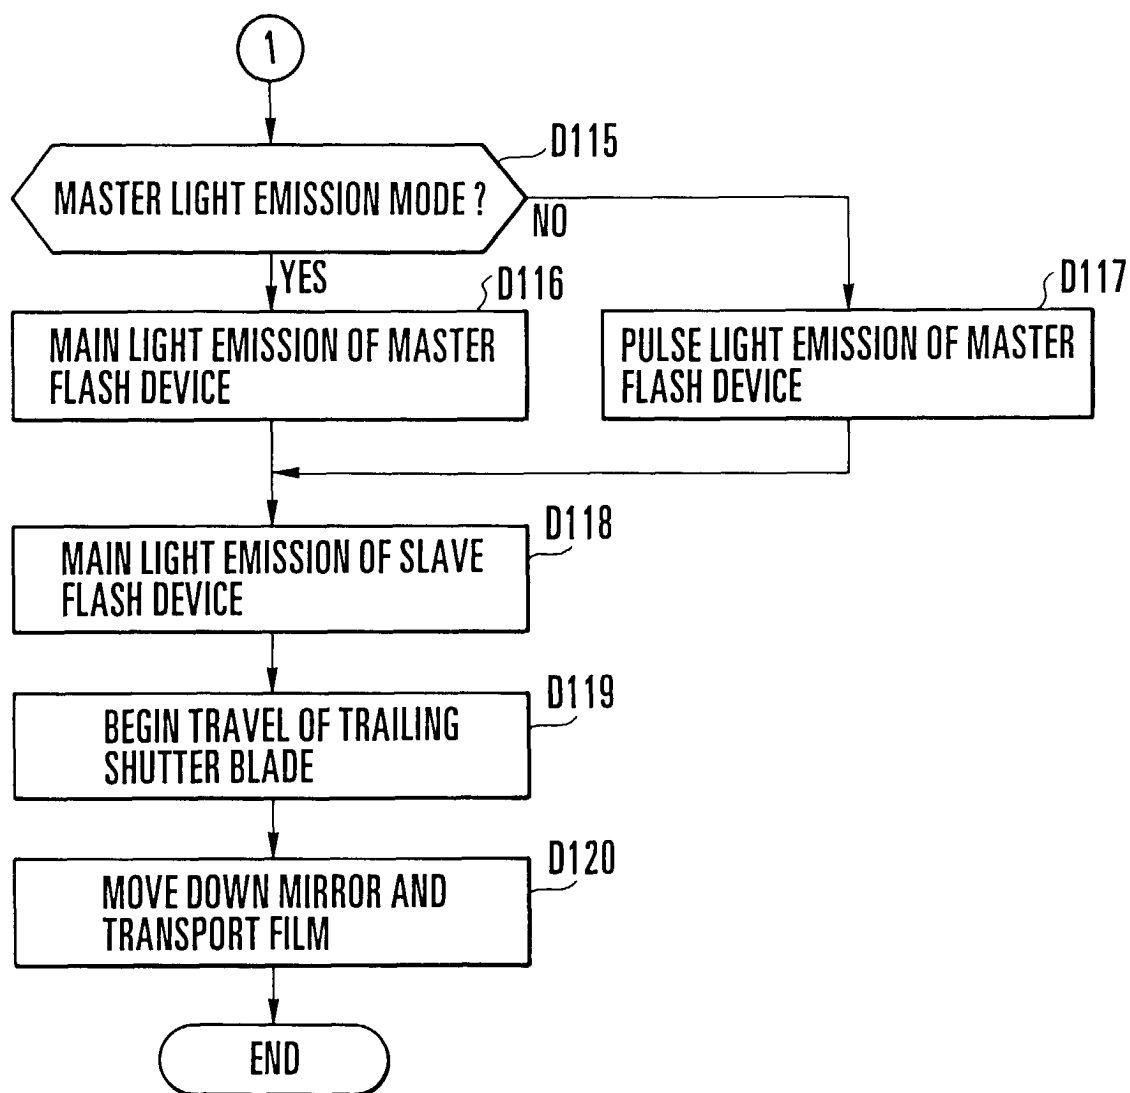 1
D115
MASTER LIGHT EMISSION MODE ?
NO
YES
D116
D117
MAIN LIGHT EMISSION OF MASTER
FLASH DEVICE
PULSE LIGHT EMISSION OF MASTER
FLASH DEVICE
D118
MAIN LIGHT EMISSION OF SLAVE
FLASH DEVICE
D119
BEGIN TRAVEL OF TRAILING
SHUTTER BLADE
D120
MOVE DOWN MIRROR AND
TRANSPORT FILM
END